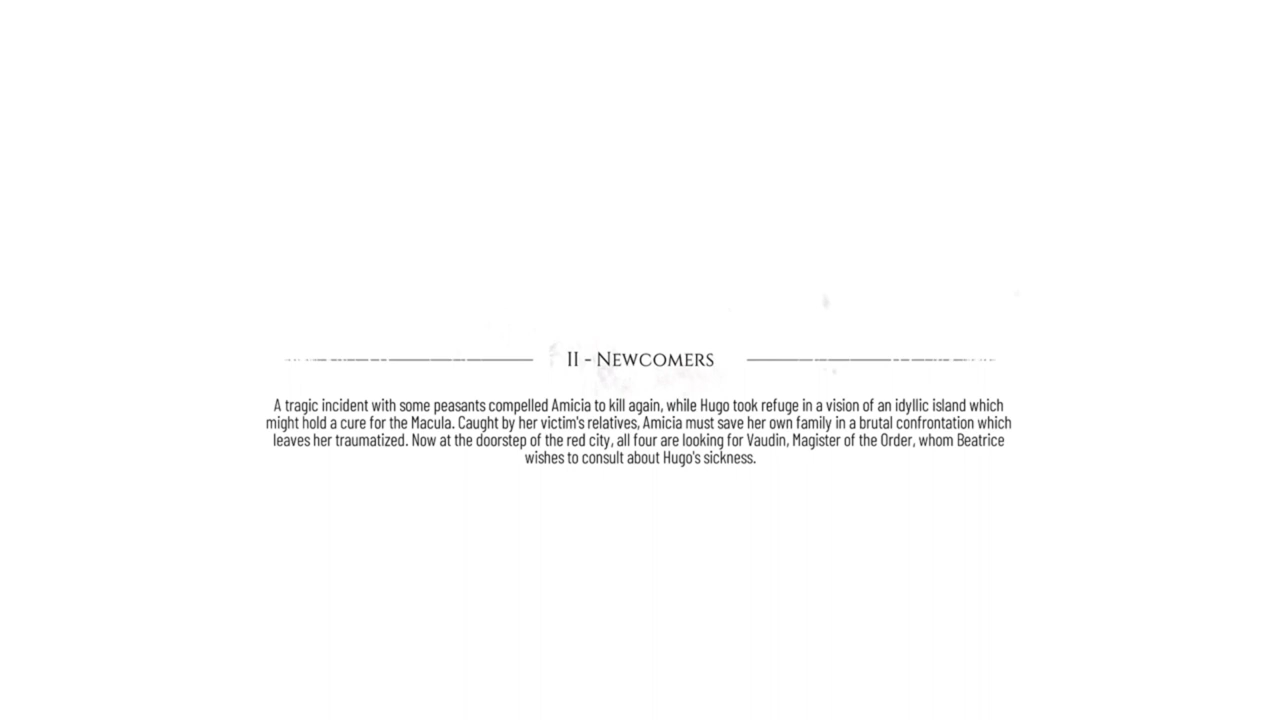 II - Newcomers
A tragic incident with some peasants compelled Amicia to kill again, while Hugo took refuge in a vision of an idyllic island which
might hold a cure for the Macula. Caught by her victim's relatives, Amicia must save her own family in a brutal confrontation which
leaves her traumatized. Now at the doorstep of the red city, all four are looking for Vaudin, Magister of the Order, whom Beatrice
wishes to consult about Hugo's sickness.